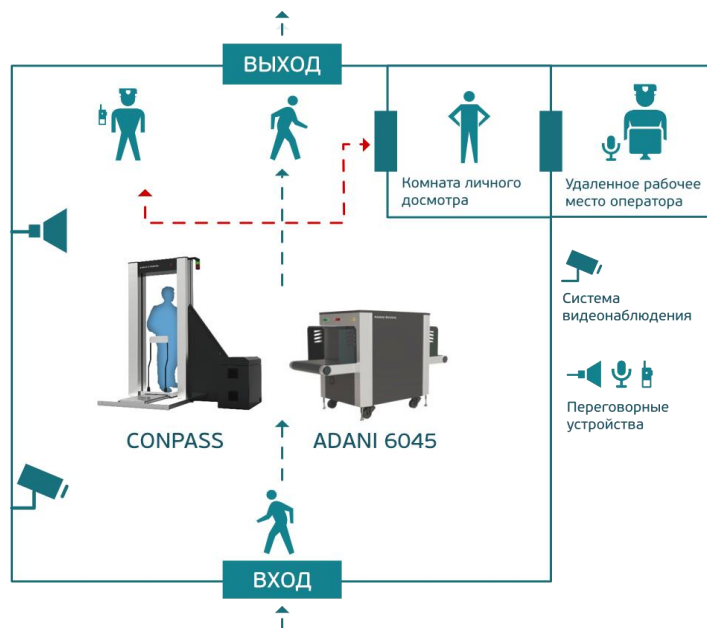 ВЫХОД
Комната личного
досмотра
Удаленное рабочее
место оператора
Система
видеонаблюдения
Переговорные
устройства
CONPASS
ADANI 6045
ВХОД